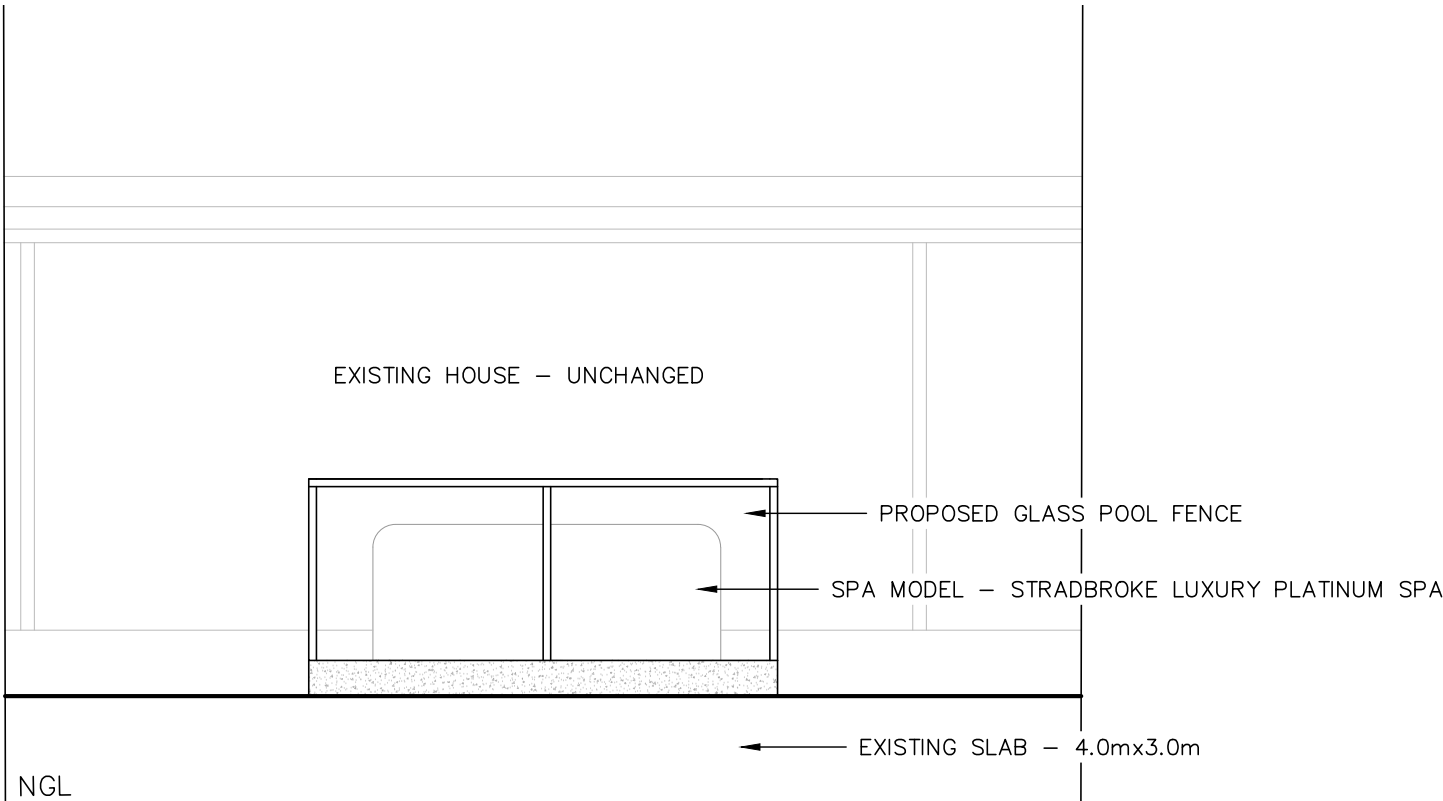 EXISTING HOUSE – UNCHANGED
PROPOSED GLASS POOL FENCE
SPA MODEL – STRADBROKE LUXURY PLATINUM SPA
EXISTING SLAB – 4.0mx3.0m
NGL